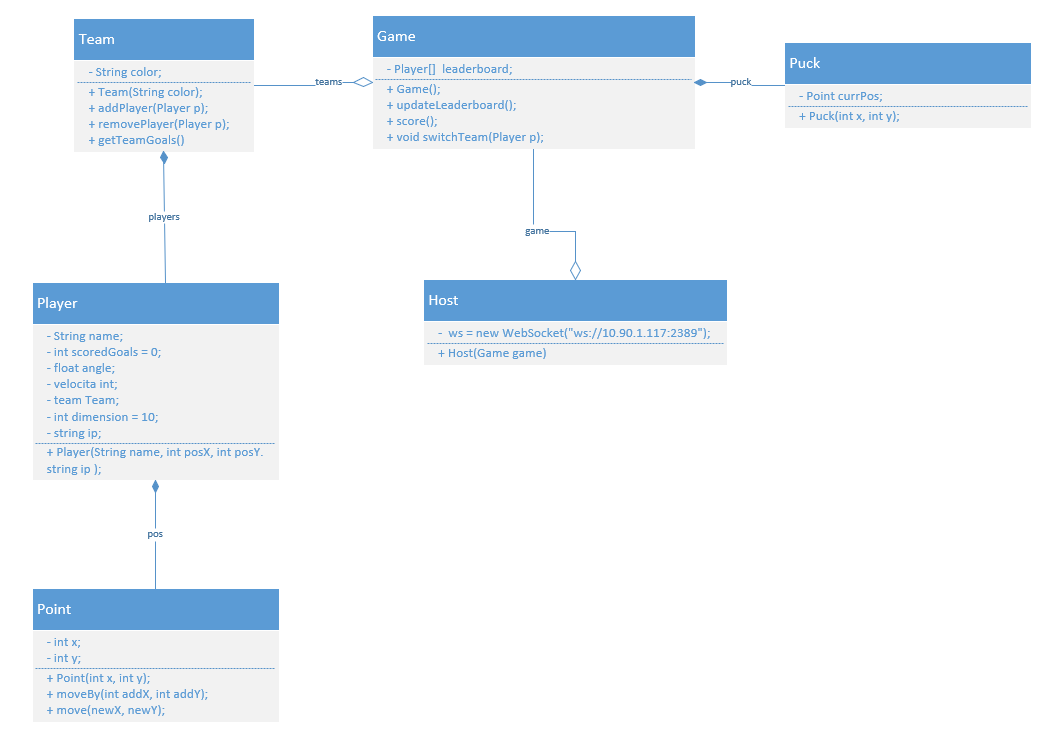 Team
- String color;
+ Team(String color);
+ addPlayer(Player p);
+ removePlayer(Player p);
+ getTeamGoals()
teams
Game
- Player[]  leaderboard;
+ Game();
+ updateLeaderboard();
+ score();
+ void switchTeam(Player p);
puck
Puck
- Point currPos;
+ Puck(int x, int y);
players
game
Host
-  ws = new WebSocket("ws://10.90.1.117:2389");
+ Host(Game game)
Player
- String name;
- int scoredGoals = 0;
- float angle;
- velocita int;
- team Team;
- int dimension = 10;
- string ip;
+ Player(String name, int posX, int posY.
string ip );
pos
Point
- int x;
- int y;
+ Point(int x, int y);
+ moveBy(int addX, int addY);
+ move(newX, newY);